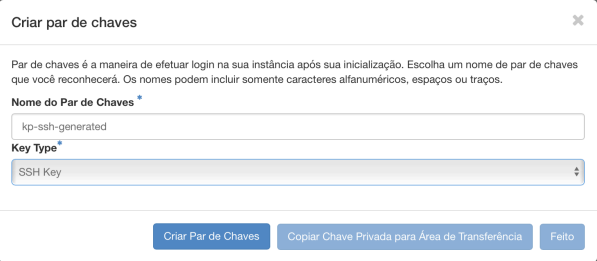 Criar par de chaves
Par de chaves é a maneira de efetuar login na sua instância após sua inicialização. Escolha um nome de par de chaves
que você reconhecerá. Os nomes podem incluir somente caracteres alfanuméricos, espaços ou traços.
Nome do Par de Chaves *
kp-ssh-generated
Key Type*
SSH Key
Criar Par de Chaves Copiar Chave Privada para Área de Transferência Feito